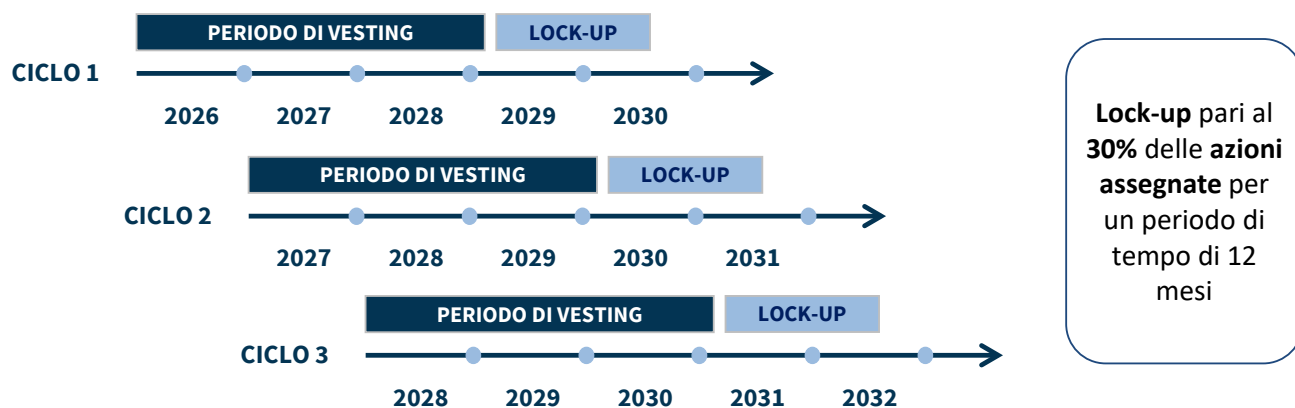 PERIODO DI VESTING LOCK-UP
CICLO 1
2026 2027 2028 2029 2030
PERIODO DI VESTING LOCK-UP
CICLO 2
2027 2028 2029 2030 2031
PERIODO DI VESTING LOCK-UP
CICLO 3
2028 2029 2030 2031 2032
Lock-up pari al
30% delle azioni
assegnate per
un periodo di
tempo di 12
mesi